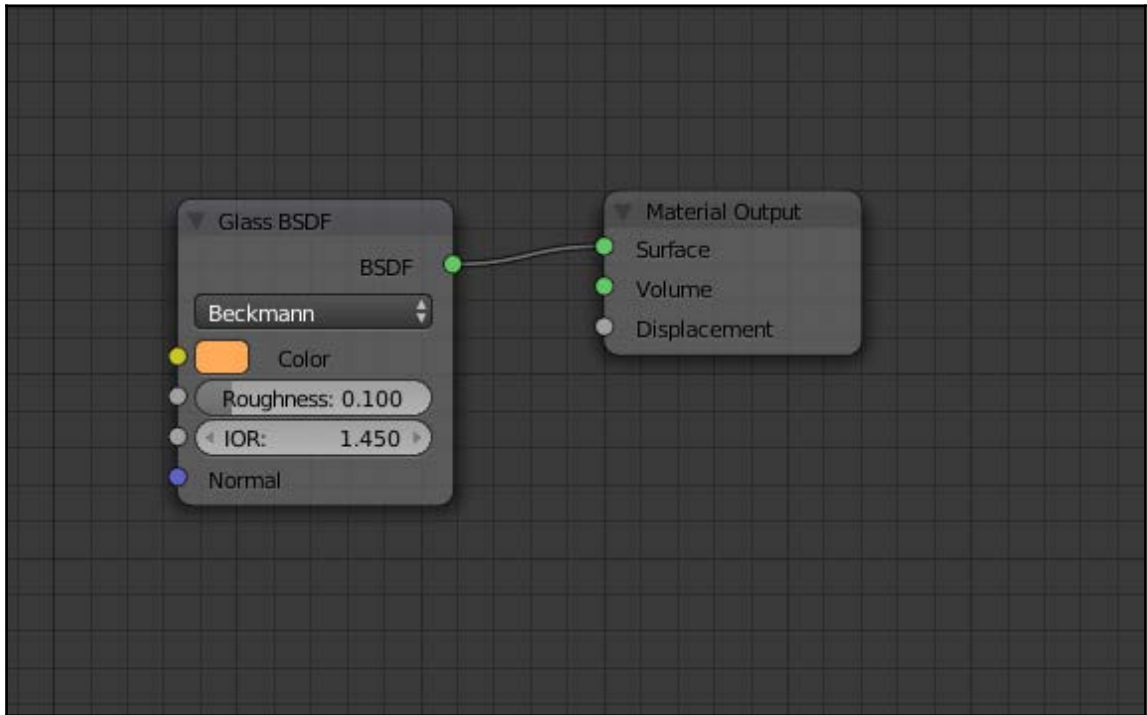 Glass BSDF
BSDF
Beckmann
Color
Roughness: 0.100
IOR: 1.450
Normal
Material Output
Surface
Volume
Displacement